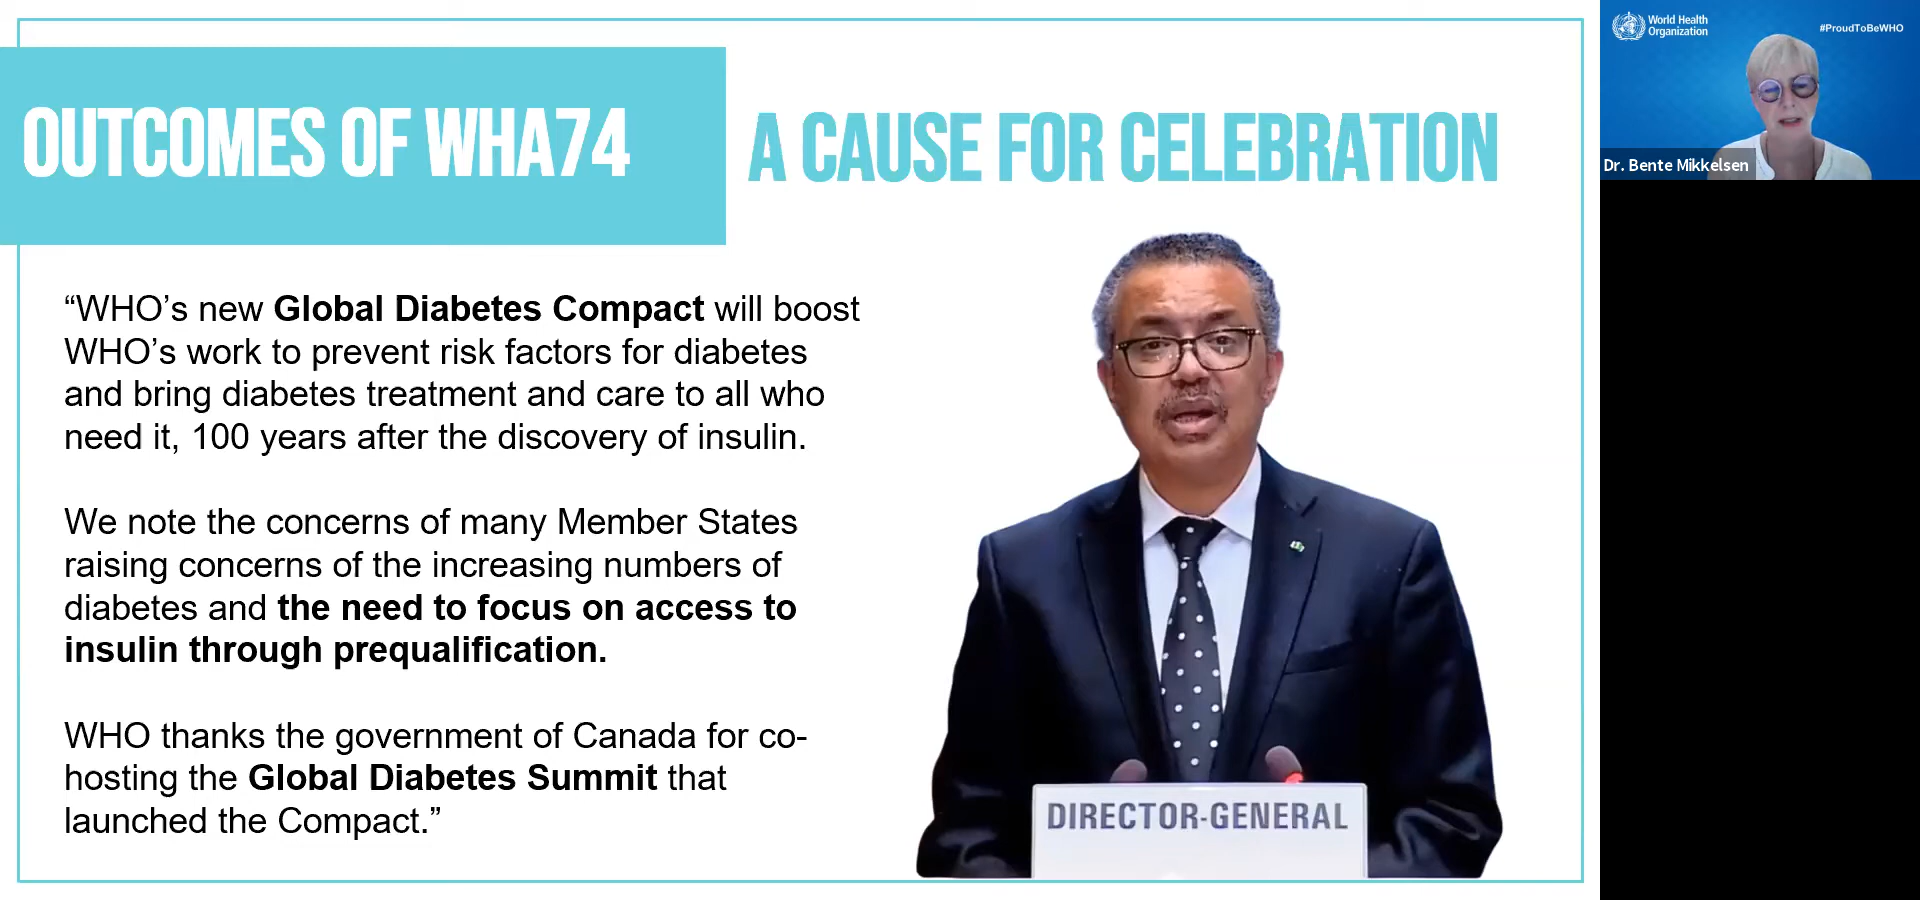 OUTCOMES OF WHA74
A CAUSE FOR CELEBRATION
“WHO’s new Global Diabetes Compact will boost
WHO’s work to prevent risk factors for diabetes
and bring diabetes treatment and care to all who
need it, 100 years after the discovery of insulin.
We note the concerns of many Member States
raising concerns of the increasing numbers of
diabetes and the need to focus on access to
insulin through prequalification.
WHO thanks the government of Canada for co-
hosting the Global Diabetes Summit that
launched the Compact.”
DIRECTOR-GENERAL
World Health
Organization
#ProudToBeWHO
Dr. Bente Mikkelsen